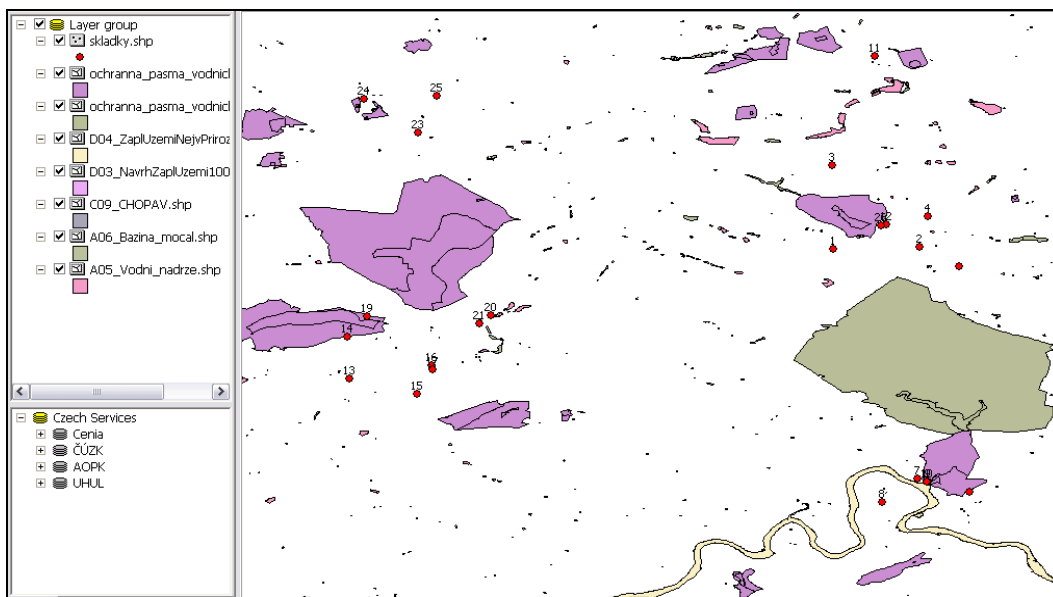 Layer group
skladky.shp
ochranna_pasma_vodnicl
ochranna_pasma_vodnicl
D04_ZaplUzemiNejvPriroz
D03_NavrhZaplUzemi100
C09_CHOPAV.shp
A06_Bazina_mocal.shp
A05_Vodni_nadrze.shp
Czech Services
Cenia
ČÚZK
AOPK
UHUL
11
24
25
23
3
4
1
2
19
20
21
14
16
13
15
7
8